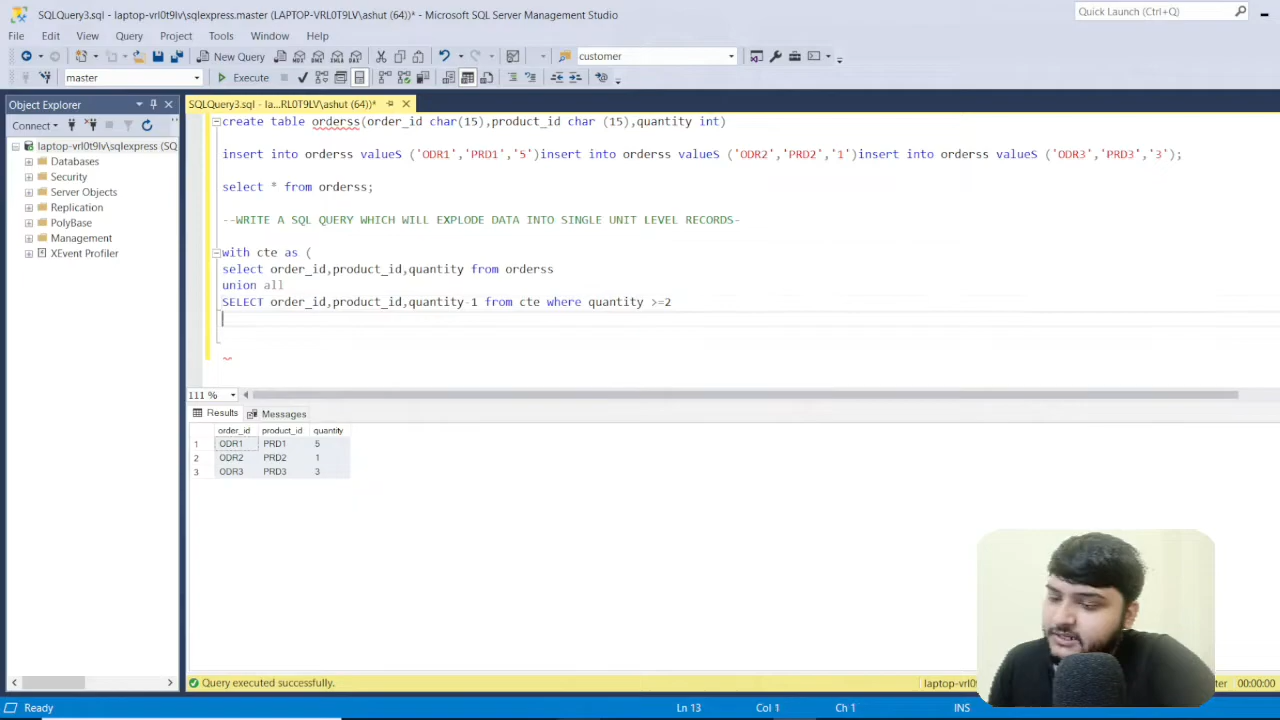 SQLQuery3.sql - laptop-vrl0t9lv\sqlexpress.master (LAPTOP-VRL0T9LV\ashut (64))* - Microsoft SQL Server Management Studio
Quick Launch (Ctrl+Q)
File Edit View Query Project Tools Window Help
New Query
customer
master
Execute
Object Explorer
SQLQuery3.sql - la...RL0T9LV\ashut (64))*
Connect
laptop-vrl0t9lv\sqlexpress (SQ
Databases
Security
Server Objects
Replication
PolyBase
Management
XEvent Profiler
create table orderss(order_id char(15),product_id char (15),quantity int)
insert into orderss valueS ('ODR1','PRD1','5')insert into orderss valueS ('ODR2','PRD2','1')insert into orderss valueS ('ODR3','PRD3','3');
select * from orderss;
--WRITE A SQL QUERY WHICH WILL EXPLODE DATA INTO SINGLE UNIT LEVEL RECORDS-
with cte as (
select order_id,product_id,quantity from orderss
union all
SELECT order_id,product_id,quantity-1 from cte where quantity >=2
111 %
Results Messages
order_id product_id quantity
1 ODR1 PRD1 5
2 ODR2 PRD2 1
3 ODR3 PRD3 3
Query executed successfully.
laptop-vrl0
ter
00:00:00
Ready
Ln 13 Col 1 Ch 1 INS